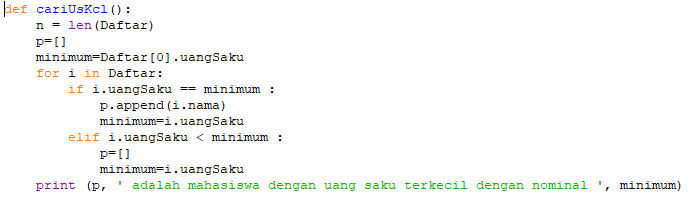 def cariUsKcl():
    n = len(Daftar)
    p=[]
    minimum=Daftar[0].uangSaku
    for i in Daftar:
        if i.uangSaku == minimum :
            p.append(i.nama)
            minimum=i.uangSaku
        elif i.uangSaku < minimum :
            p=[]
            minimum=i.uangSaku
    print (p, ' adalah mahasiswa dengan uang saku terkecil dengan nominal ', minimum)